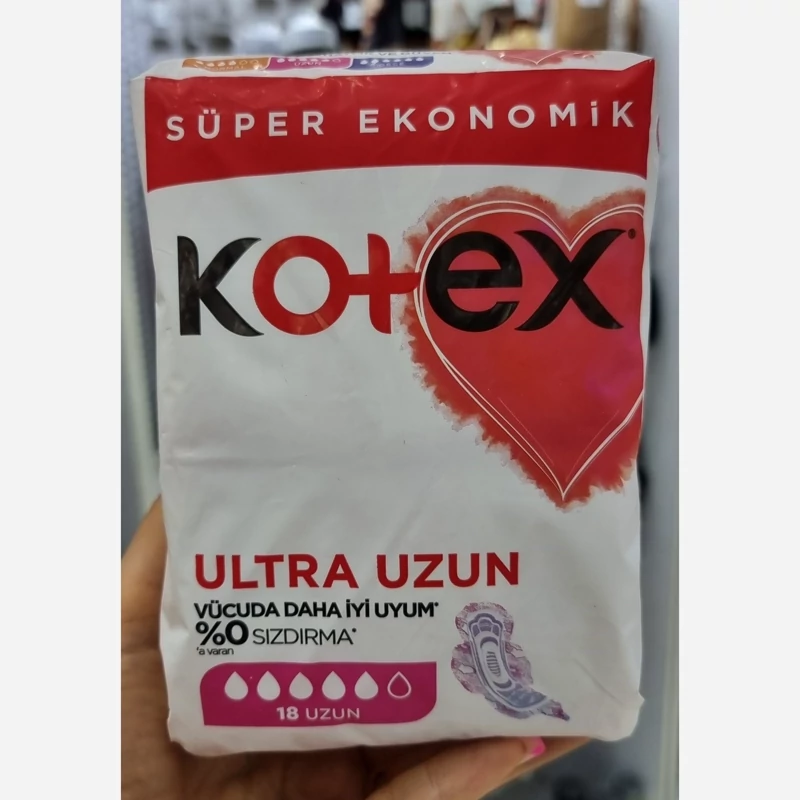 SÜPER EKONOMİK
Kotex®
ULTRA UZUN
VÜCUDA DAHA İYİ UYUM*
%0 SIZDIRMA*
*'a varan
18 UZUN